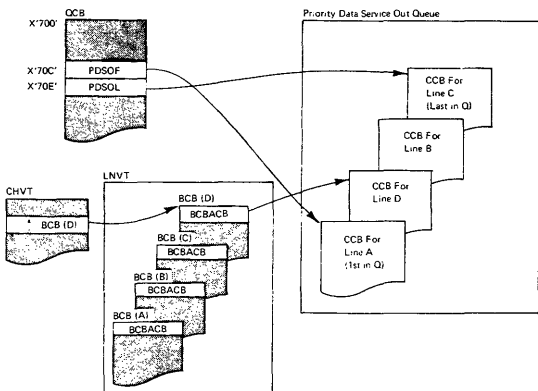 QCB
X'700'
X'70C'
PDSOF
X'70E'
PDSOL
Priority Data Service Out Queue
CCB For
Line C
(Last in Q)
CCB For
Line B
CCB For
Line D
CCB For
Line A
(1st in Q)
CHVT
BCB (D)
LNVT
BCB (D)
BCBACB
BCB (C)
BCBACB
BCB (B)
BCBACB
BCB (A)
BCBACB